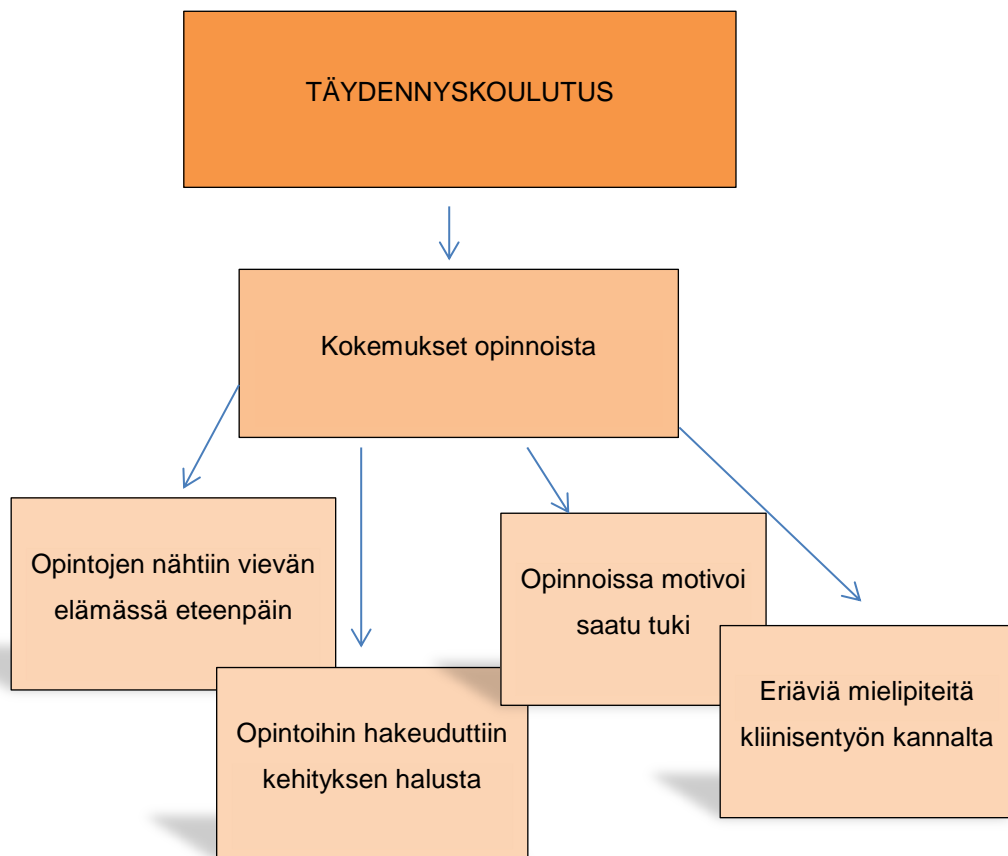 TÄYDENNYSKOULUTUS
Kokemukset opinnoista
Opintojen nähtiin vievän
elämässä eteenpäin
Opintoihin hakeuduttiin
kehityksen halusta
Opinnoissa motivoi
saatu tuki
Eriäviä mielipiteitä
kliinisentyön kannalta